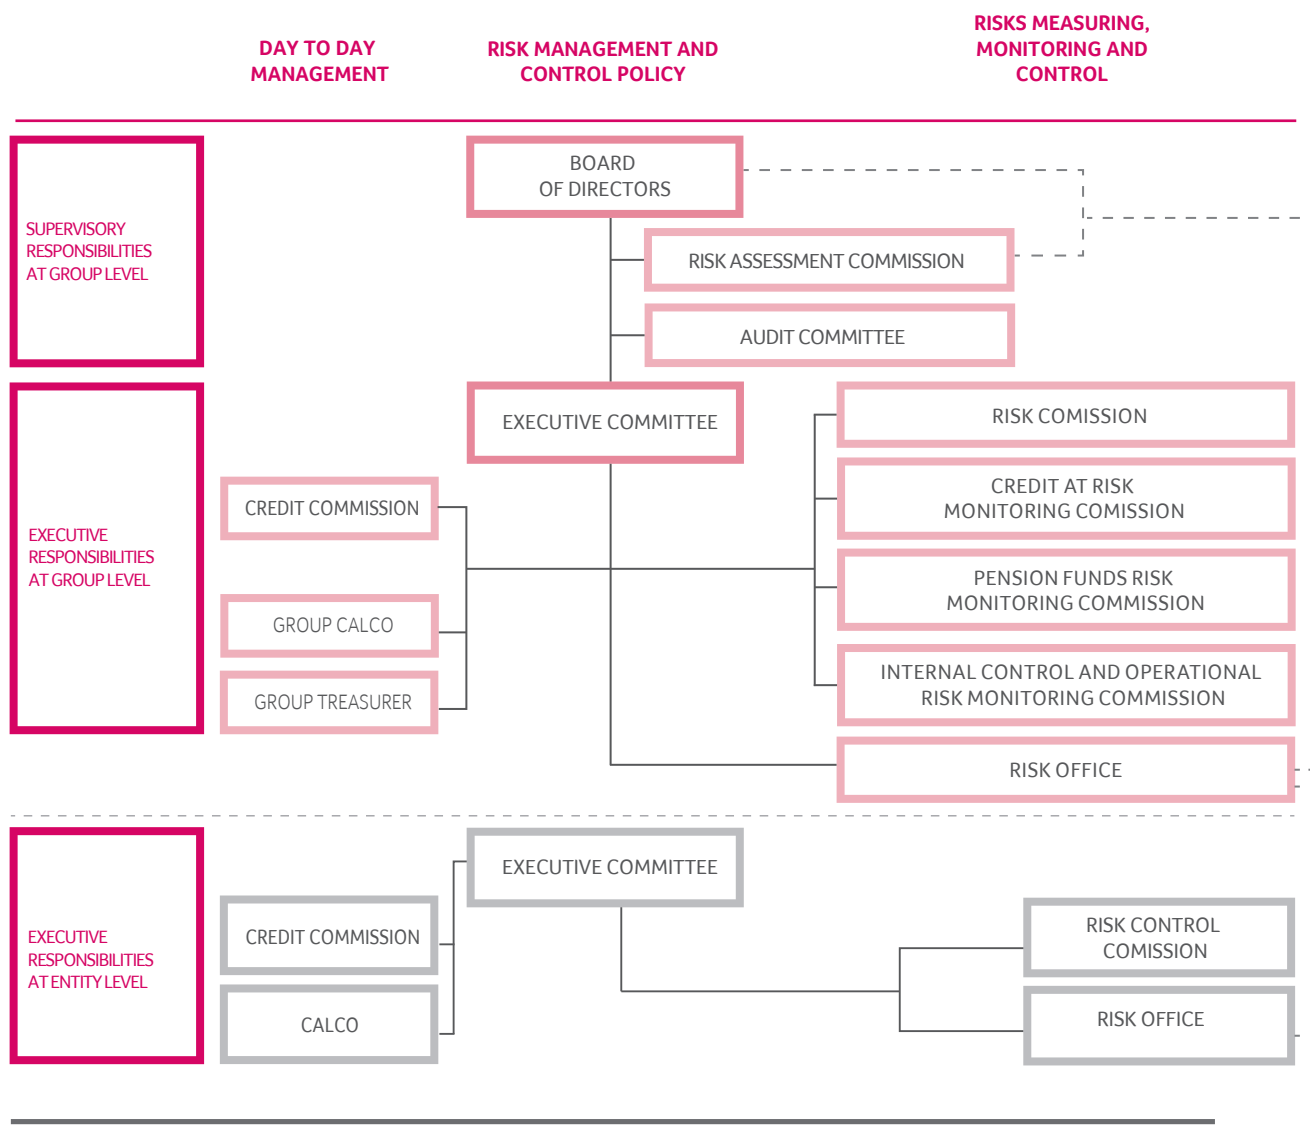 DAY TO DAY
MANAGEMENT
RISK MANAGEMENT AND
CONTROL POLICY
RISKS MEASURING,
MONITORING AND
CONTROL
SUPERVISORY
RESPONSIBILITIES
AT GROUP LEVEL
BOARD
OF DIRECTORS
RISK ASSESSMENT COMMISSION
AUDIT COMMITTEE
EXECUTIVE
RESPONSIBILITIES
AT GROUP LEVEL
EXECUTIVE COMMITTEE
CREDIT COMMISSION
GROUP CALCO
GROUP TREASURER
RISK COMISSION
CREDIT AT RISK
MONITORING COMISSION
PENSION FUNDS RISK
MONITORING COMMISSION
INTERNAL CONTROL AND OPERATIONAL
RISK MONITORING COMMISSION
RISK OFFICE
EXECUTIVE
RESPONSIBILITIES
AT ENTITY LEVEL
EXECUTIVE COMMITTEE
CREDIT COMMISSION
CALCO
RISK CONTROL
COMISSION
RISK OFFICE